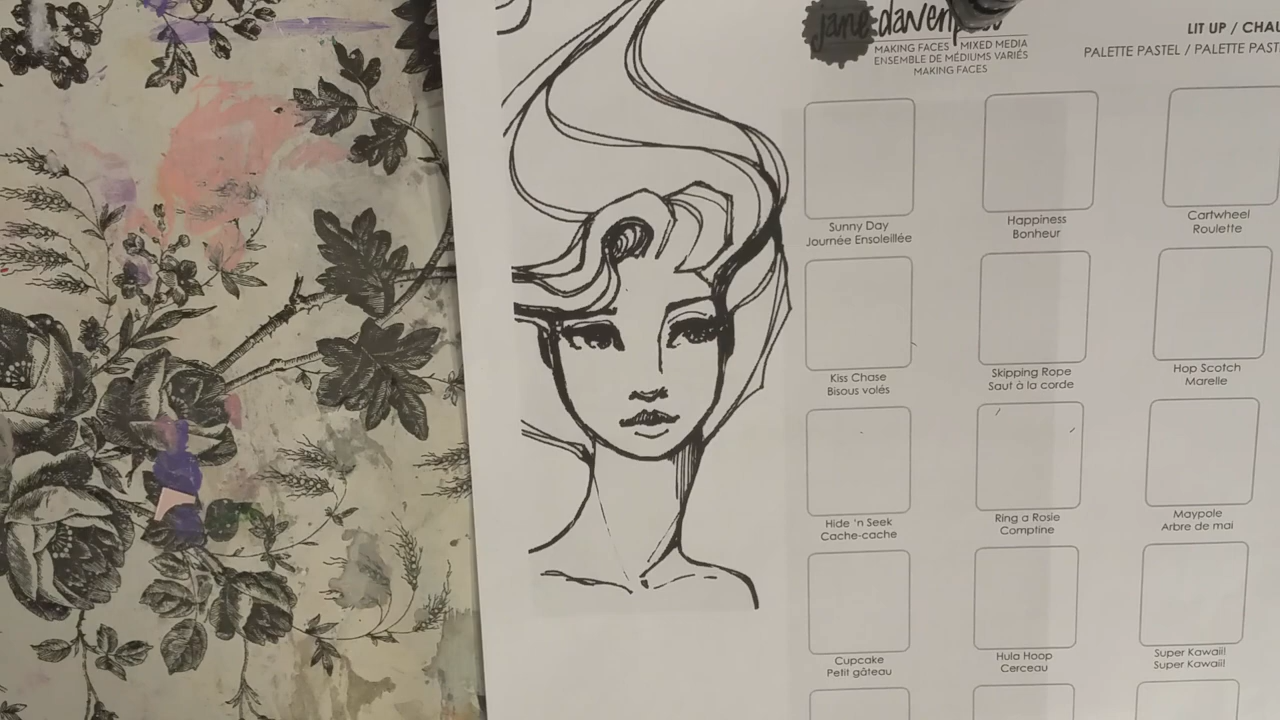 jane davenport
MAKING FACES MIXED MEDIA
ENSEMBLE DE MÉDIUMS VARIÉS
MAKING FACES
LIT UP /
PALETTE PASTEL / PALETTE
Sunny Day
Journée Ensoleillée
Happiness
Bonheur
Cartwheel
Roulette
Kiss Chase
Bisous volés
Skipping Rope
Saut à la corde
Hop Scotch
Marelle
Hide 'n Seek
Cache-cache
Ring a Rosie
Comptine
Maypole
Arbre de mai
Cupcake
Petit gâteau
Hula Hoop
Cerceau
Super Kawaii!
Super Kawaii!